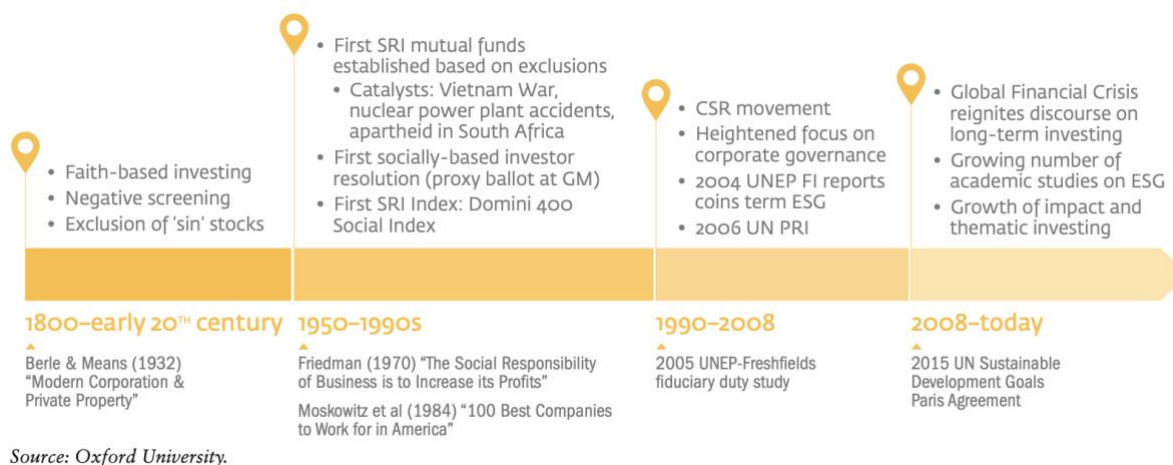 • Faith-based investing
• Negative screening
• Exclusion of ‘sin’ stocks
• First SRI mutual funds
established based on exclusions
• Catalysts: Vietnam War,
nuclear power plant accidents,
apartheid in South Africa
• First socially-based investor
resolution (proxy ballot at GM)
• First SRI Index: Domini 400
Social Index
• CSR movement
• Heightened focus on
corporate governance
• 2004 UNEP FI reports
coins term ESG
• 2006 UN PRI
• Global Financial Crisis
reignites discourse on
long-term investing
• Growing number of
academic studies on ESG
• Growth of impact and
thematic investing
1800–early 20TH century
Berle & Means (1932)
“Modern Corporation &
Private Property”
1950–1990s
Friedman (1970) “The Social Responsibility
of Business is to Increase its Profits”
Moskowitz et al (1984) “100 Best Companies
to Work for in America”
1990–2008
2005 UNEP-Freshfields
fiduciary duty study
2008–today
2015 UN Sustainable
Development Goals
Paris Agreement
Source: Oxford University.